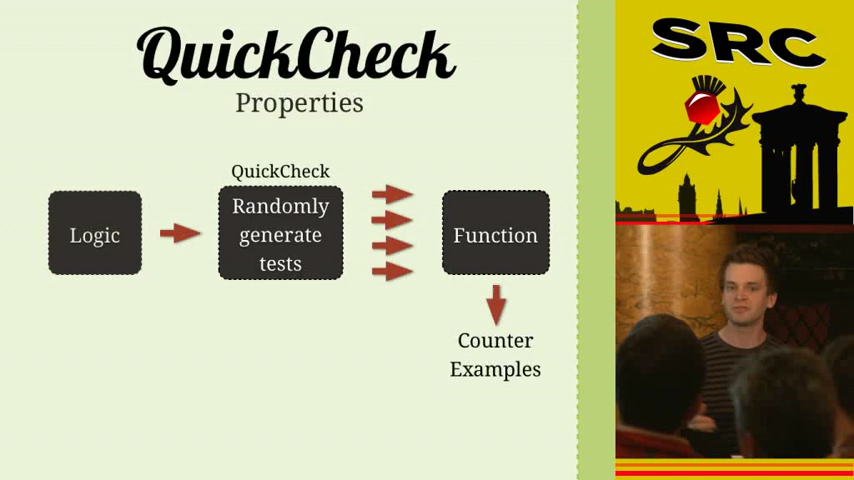 QuickCheck
Properties
QuickCheck
Logic
Randomly
generate
tests
Function
Counter
Examples
SRC